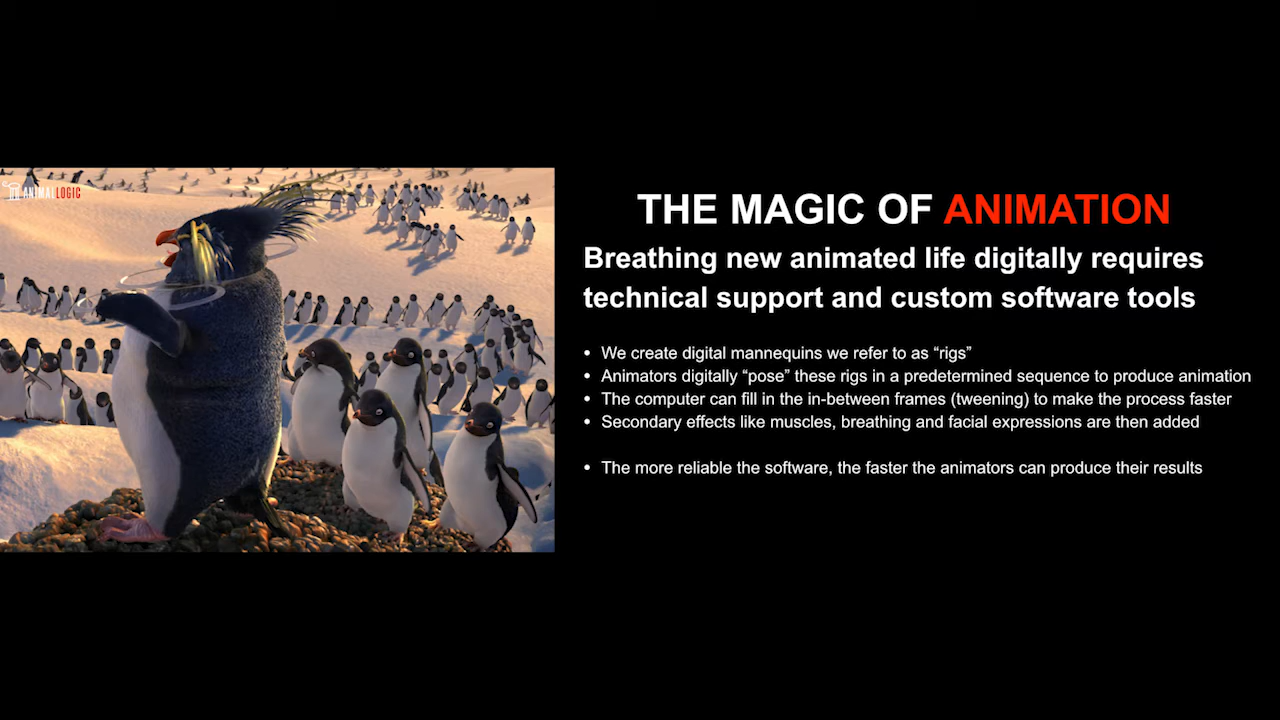 ANIMALLOGIC
THE MAGIC OF ANIMATION
Breathing new animated life digitally requires
technical support and custom software tools
• We create digital mannequins we refer to as “rigs”
• Animators digitally “pose” these rigs in a predetermined sequence to produce animation
• The computer can fill in the in-between frames (tweening) to make the process faster
• Secondary effects like muscles, breathing and facial expressions are then added
• The more reliable the software, the faster the animators can produce their results